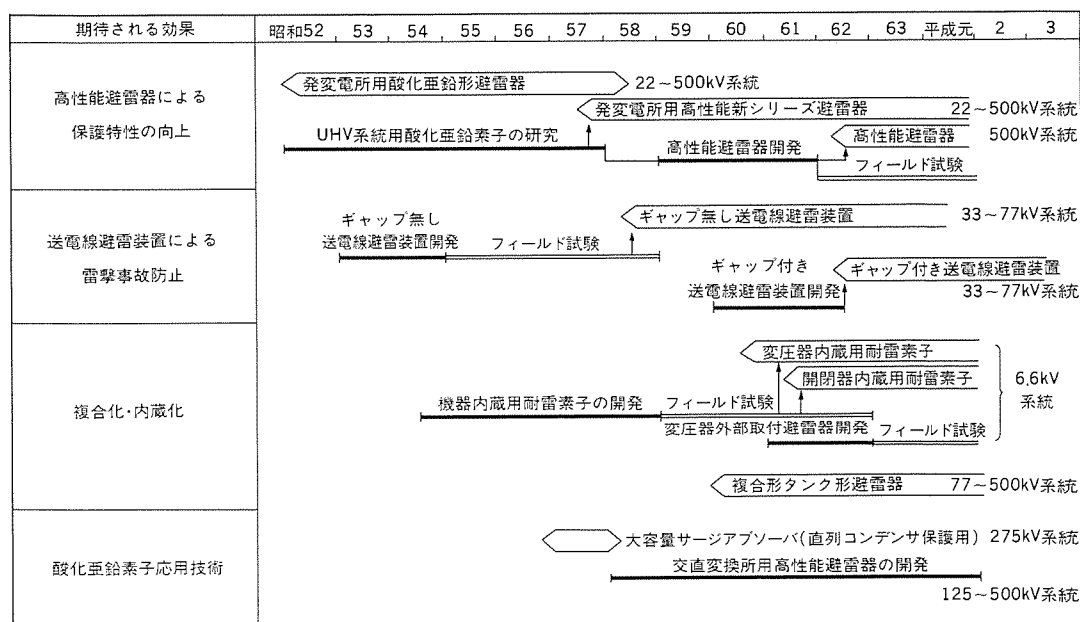 期待される効果
昭和52 53 54 55 56 57 58 59 60 61 62 63 平成元 2 3
高性能避雷器による
保護特性の向上
発変電所用酸化亜鉛形避雷器 22~500kV系統
発変電所用高性能新シリーズ避雷器 22~500kV系統
UHV系統用酸化亜鉛素子の研究
高性能避雷器開発
高性能避雷器 500kV系統
フィールド試験
送電線避雷装置による
雷撃事故防止
ギャップ無し
送電線避雷装置開発
フィールド試験
ギャップ無し送電線避雷装置 33~77kV系統
ギャップ付き
送電線避雷装置開発
ギャップ付き送電線避雷装置
33~77kV系統
複合化・内蔵化
変圧器内蔵用耐雷素子
開閉器内蔵用耐雷素子
6.6kV
系統
機器内蔵用耐雷素子の開発
フィールド試験
変圧器外部取付避雷器開発
フィールド試験
複合形タンク形避雷器 77~500kV系統
酸化亜鉛素子応用技術
大容量サージアブソーバ(直列コンデンサ保護用) 275kV系統
交直変換所用高性能避雷器の開発
125~500kV系統